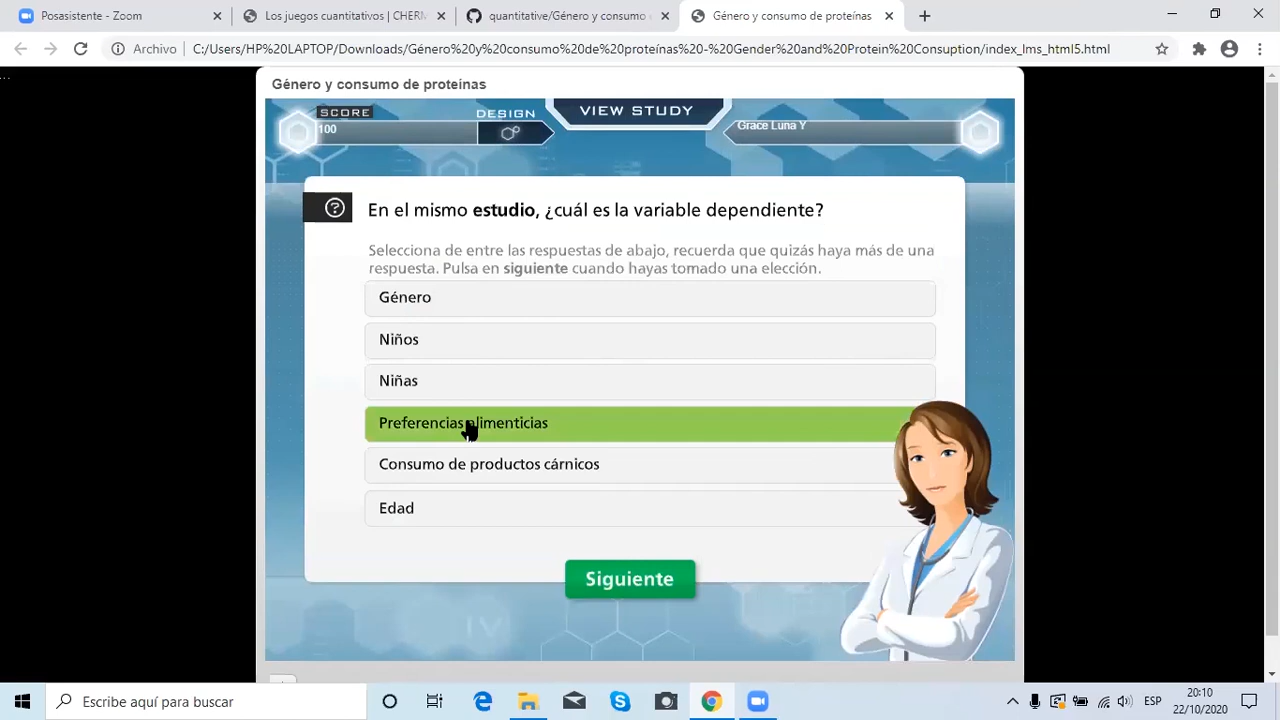 Posasistente - Zoom
Los juegos cuantitativos | CHERM
quantitative/Género y consumo
Género y consumo de proteínas
Archivo
C:/Users/HP%20LAPTOP/Downloads/Género%20y%20consumo%20de%20proteínas%20-%20Gender%20and%20Protein%20Consuption/index_lms_html5.html
...
Género y consumo de proteínas
SCORE
100
DESIGN
VIEW STUDY
Grace Luna Y
En el mismo estudio, ¿cuál es la variable dependiente?
Selecciona de entre las respuestas de abajo, recuerda que quizás haya más de una
respuesta. Pulsa en siguiente cuando hayas tomado una elección.
Género
Niños
Niñas
Preferencias alimenticias
Consumo de productos cárnicos
Edad
Siguiente
Escribe aquí para buscar
ESP
20:10
22/10/2020